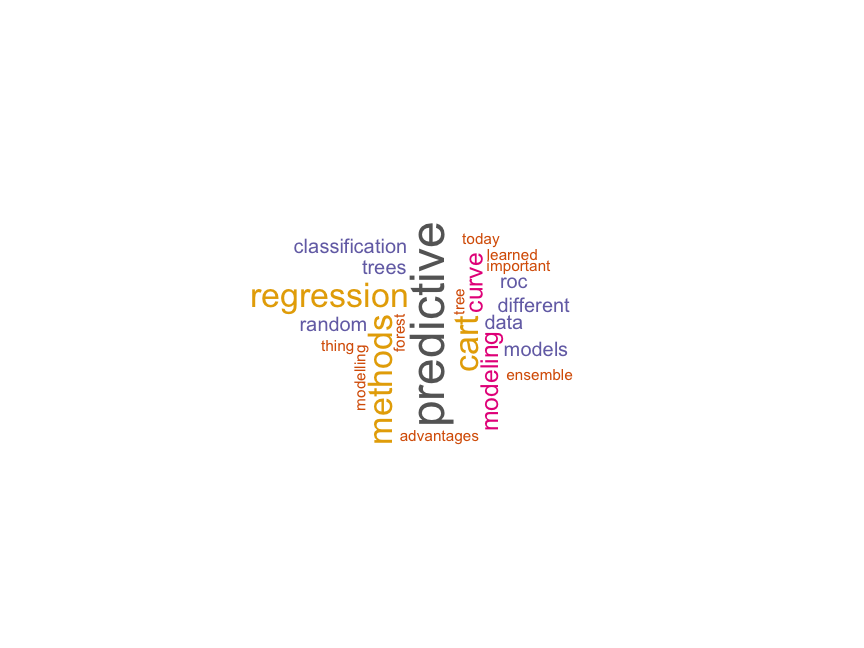 predictive
today
classification
learned
curve
important
trees
roc
regression
tree
different
methods
forest
cart
random
data
modeling
thing
modelling
models
ensemble
advantages